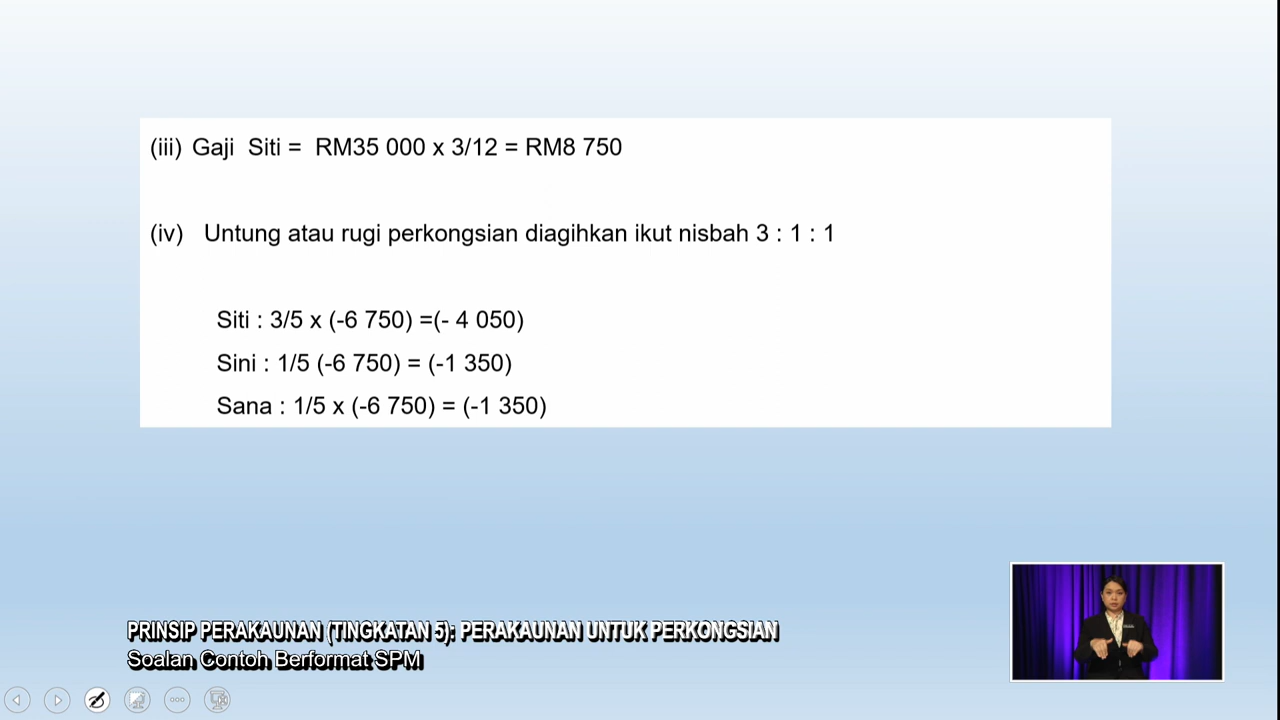 (iii) Gaji Siti = RM35 000 x 3/12 = RM8 750
(iv) Untung atau rugi perkongsian diagihkan ikut nisbah 3 : 1 : 1
Siti : 3/5 x (-6 750) =(- 4 050)
Sini : 1/5 (-6 750) = (-1 350)
Sana : 1/5 x (-6 750) = (-1 350)
PRINSIP PERAKAUNAN (TINGKATAN 5): PERAKAUNAN UNTUK PERKONGSIAN
Soalan Contoh Berformat SPM